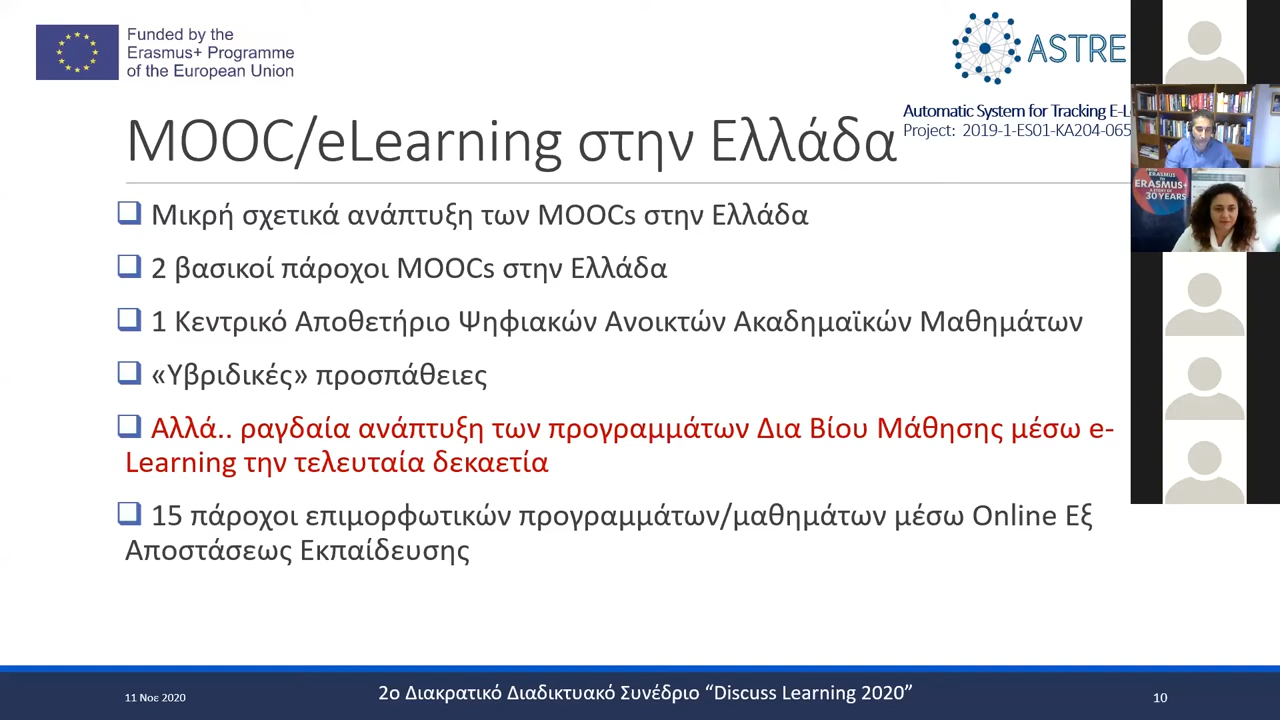 Funded by the
Erasmus+ Programme
of the European Union
ASTRE
Automatic System for Tracking E-L
Project: 2019-1-ES01-KA204-065
MOOC/eLearning στην Ελλάδα
Μικρή σχετικά ανάπτυξη των MOOCs στην Ελλάδα
2 βασικοί πάροχοι MOOCs στην Ελλάδα
1 Κεντρικό Αποθετήριο Ψηφιακών Ανοικτών Ακαδημαϊκών Μαθημάτων
«Υβριδικές» προσπάθειες
Αλλά.. ραγδαία ανάπτυξη των προγραμμάτων Δια Βίου Μάθησης μέσω e-
Learning την τελευταία δεκαετία
15 πάροχοι επιμορφωτικών προγραμμάτων/μαθημάτων μέσω Online Εξ
Αποστάσεως Εκπαίδευσης
ERASMUS+
30 YEARS
11 Νοε 2020
2ο Διακρατικό Διαδικτυακό Συνέδριο “Discuss Learning 2020”
10